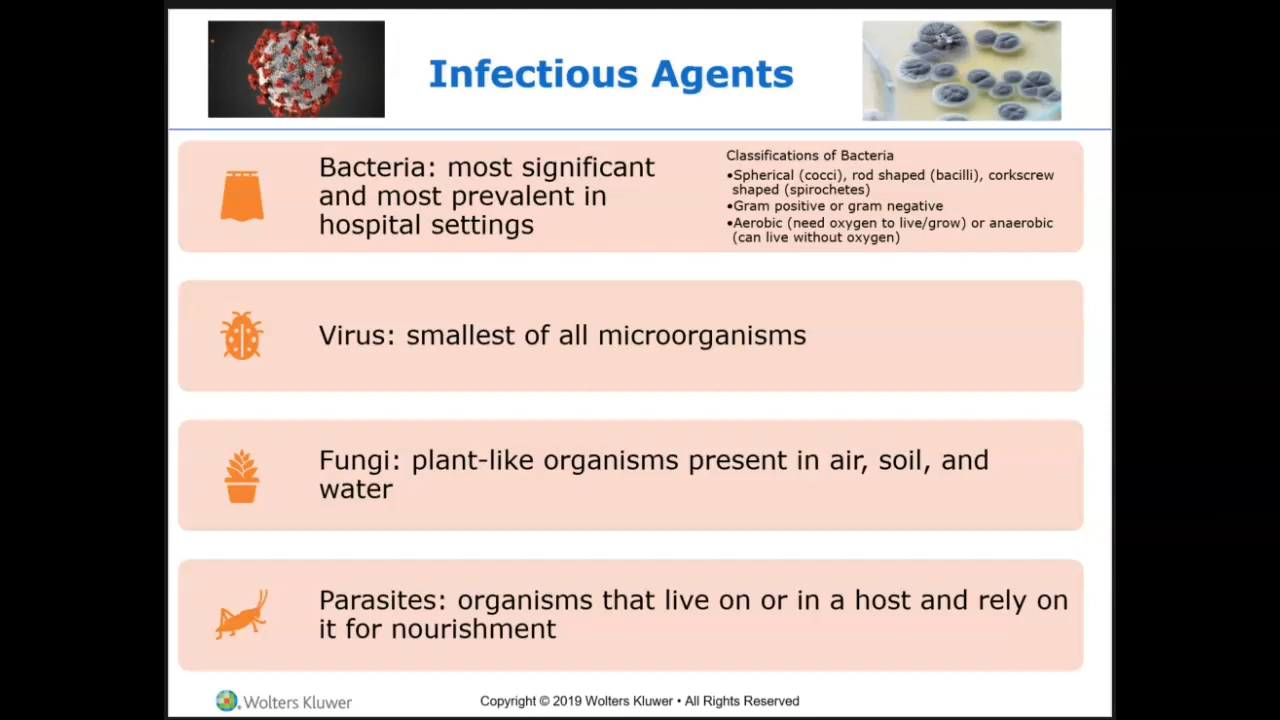 Infectious Agents
Bacteria: most significant
and most prevalent in
hospital settings
Classifications of Bacteria
•Spherical (cocci), rod shaped (bacilli), corkscrew
shaped (spirochetes)
•Gram positive or gram negative
•Aerobic (need oxygen to live/grow) or anaerobic
(can live without oxygen)
Virus: smallest of all microorganisms
Fungi: plant-like organisms present in air, soil, and
water
Parasites: organisms that live on or in a host and rely on
it for nourishment
Wolters Kluwer
Copyright © 2019 Wolters Kluwer • All Rights Reserved